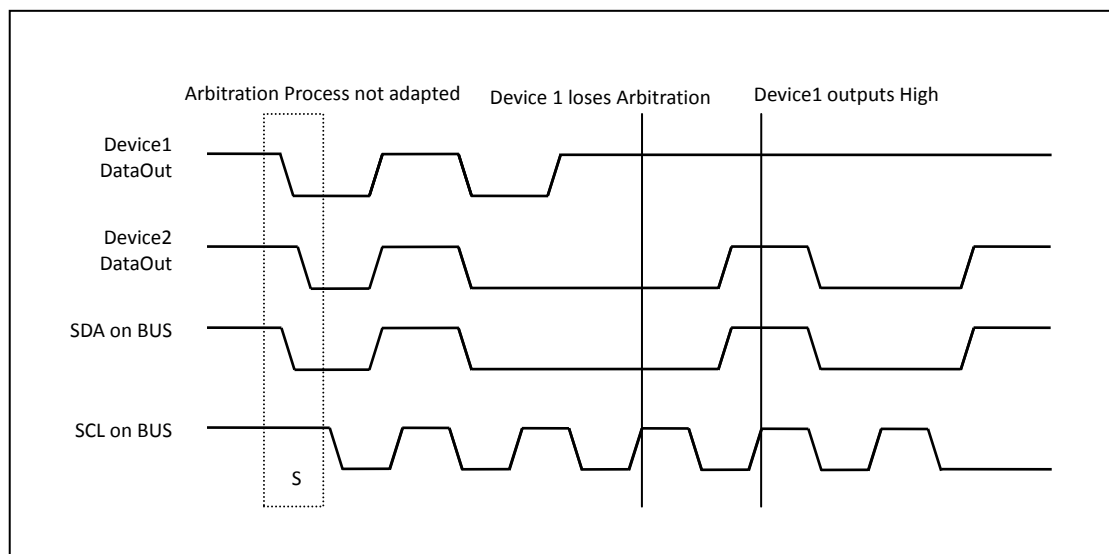 Arbitration Process not adapted
Device 1 loses Arbitration
Device1 outputs High
Device1
DataOut
Device2
DataOut
SDA on BUS
SCL on BUS
S